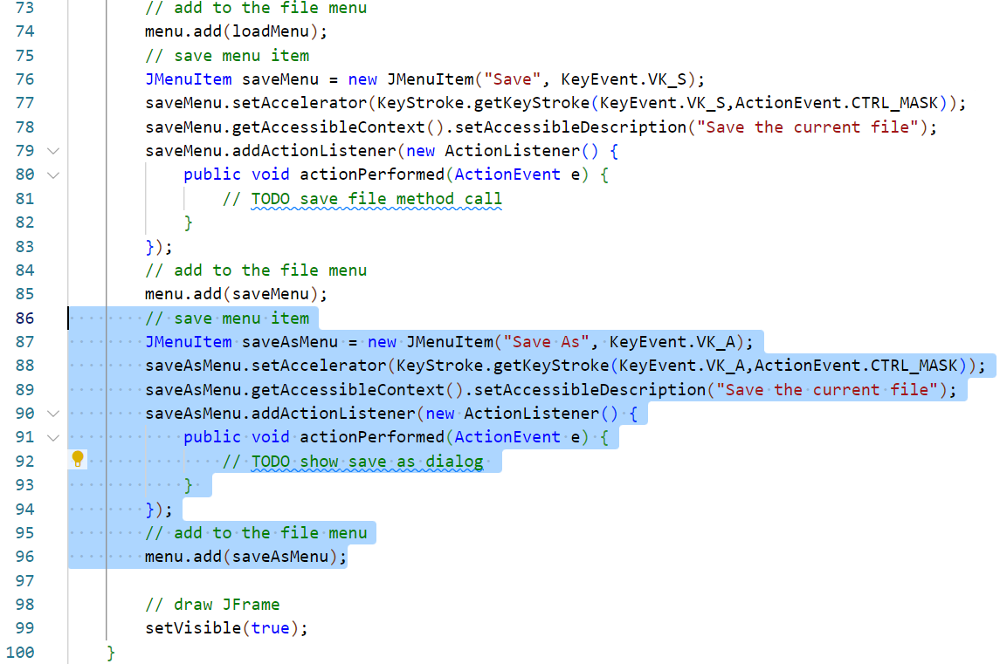 73 // add to the file menu
74 menu.add(loadMenu);
75 // save menu item
76 JMenuItem saveMenu = new JMenuItem("Save", KeyEvent.VK_S);
77 saveMenu.setAccelerator(KeyStroke.getKeyStroke(KeyEvent.VK_S,ActionEvent.CTRL_MASK));
78 saveMenu.getAccessibleContext().setAccessibleDescription("Save the current file");
79 saveMenu.addActionListener(new ActionListener() {
80 public void actionPerformed(ActionEvent e) {
81 // TODO save file method call
82 }
83 });
84 // add to the file menu
85 menu.add(saveMenu);
86 // save menu item
87 JMenuItem saveAsMenu = new JMenuItem("Save As", KeyEvent.VK_A);
88 saveAsMenu.setAccelerator(KeyStroke.getKeyStroke(KeyEvent.VK_A,ActionEvent.CTRL_MASK));
89 saveAsMenu.getAccessibleContext().setAccessibleDescription("Save the current file");
90 saveAsMenu.addActionListener(new ActionListener() {
91 public void actionPerformed(ActionEvent e) {
92 // TODO show save as dialog
93 }
94 });
95 // add to the file menu
96 menu.add(saveAsMenu);
97
98 // draw JFrame
99 setVisible(true);
100 }